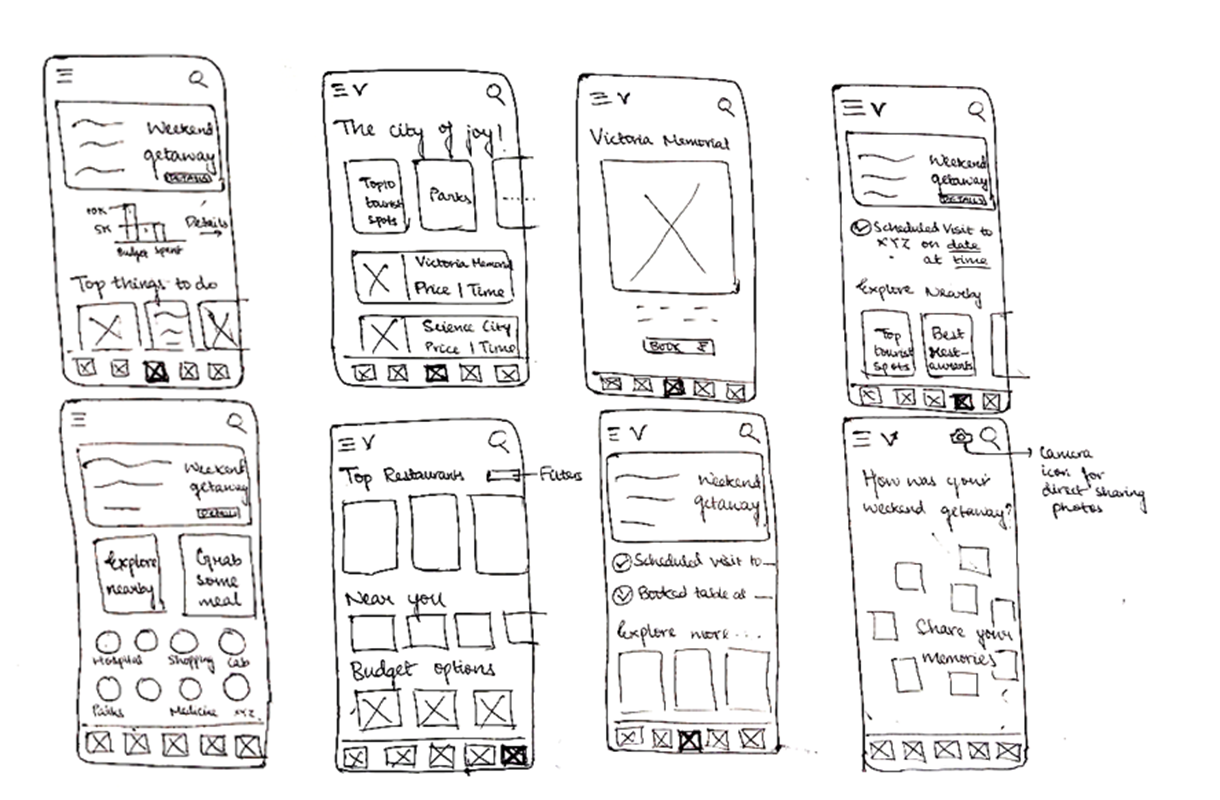 Weekend
getaway
DETAILS
10K
5K
Details
Budget Spent
Top things to do
V
The city of joy!
Top 10
tourist
spots
Parks
......
Victoria Memorial
Price | Time
Science City
Price | Time
V
Victoria Memorial
BOOK ₹
V
Weekend
getaway
DETAILS
Scheduled Visit to
XYZ on date
at time
Explore Nearby
Top
tourist
spots
Best
Rest-
aurants
Weekend
getaway
DETAILS
Explore
nearby
Grab
some
meal
Hospital Shopping Cab
Parks Medicine XYZ
V
Top Restaurants Filters
Near you
Budget options
V
Weekend
getaway
Scheduled visit to —
Booked table at —
Explore more ...
V
Camera
icon for
direct sharing
photos
How was your
weekend getaway?
Share your
memories